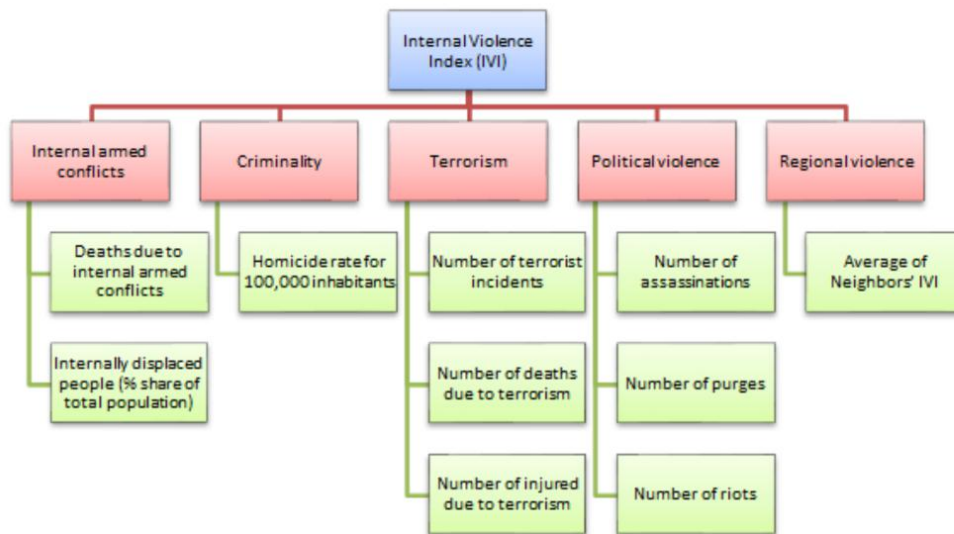 Internal Violence
Index (IVI)
Internal armed
conflicts
Criminality
Terrorism
Political violence
Regional violence
Deaths due to
internal armed
conflicts
Internally displaced
people (% share of
total population)
Homicide rate for
100,000 inhabitants
Number of terrorist
incidents
Number of deaths
due to terrorism
Number of injured
due to terrorism
Number of
assassinations
Number of purges
Number of riots
Average of
Neighbors' IVI